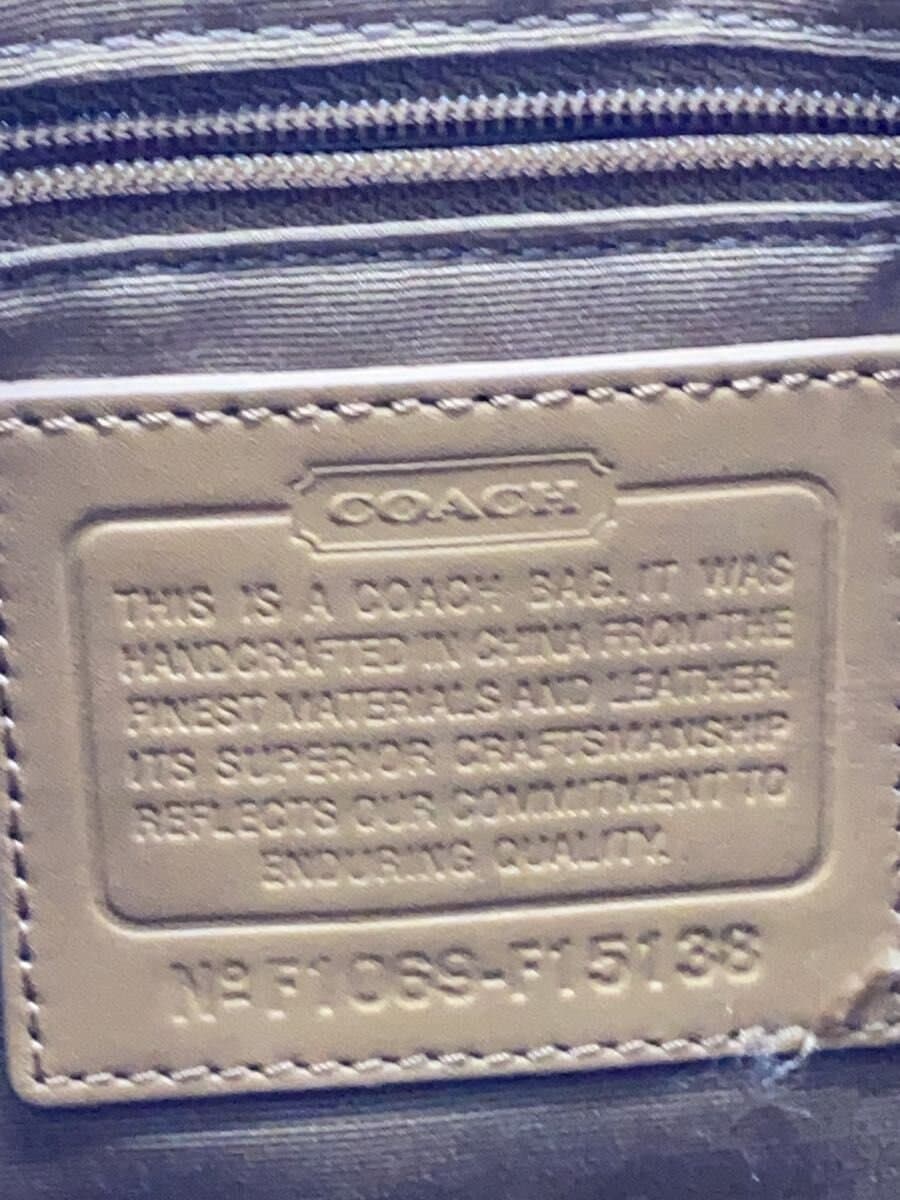 COACH
THIS IS A COACH BAG. IT WAS
HANDCRAFTED IN CHINA FROM THE
FINEST MATERIALS AND LEATHER.
ITS SUPERIOR CRAFTSMANSHIP
REFLECTS OUR COMMITMENT TO
ENDURING QUALITY.
Nº F1069-F15138